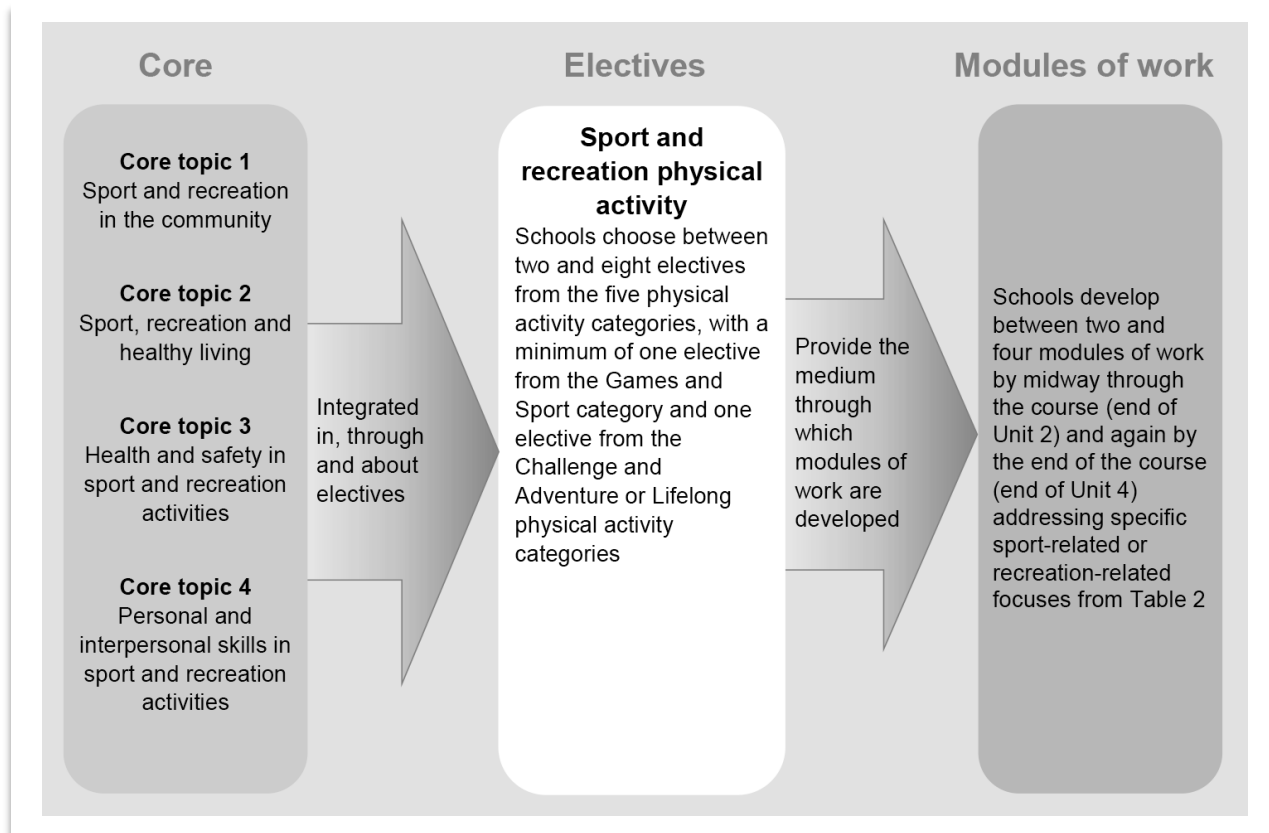 Core
Electives
Modules of work
Core topic 1
Sport and recreation
in the community
Core topic 2
Sport, recreation and
healthy living
Core topic 3
Health and safety in
sport and recreation
activities
Core topic 4
Personal and
interpersonal skills in
sport and recreation
activities
Integrated
in, through
and about
electives
Sport and
recreation physical
activity
Schools choose between
two and eight electives
from the five physical
activity categories, with a
minimum of one elective
from the Games and
Sport category and one
elective from the
Challenge and
Adventure or Lifelong
physical activity
categories
Provide the
medium
through
which
modules of
work are
developed
Schools develop
between two and
four modules of work
by midway through
the course (end of
Unit 2) and again by
the end of the course
(end of Unit 4)
addressing specific
sport-related or
recreation-related
focuses from Table 2